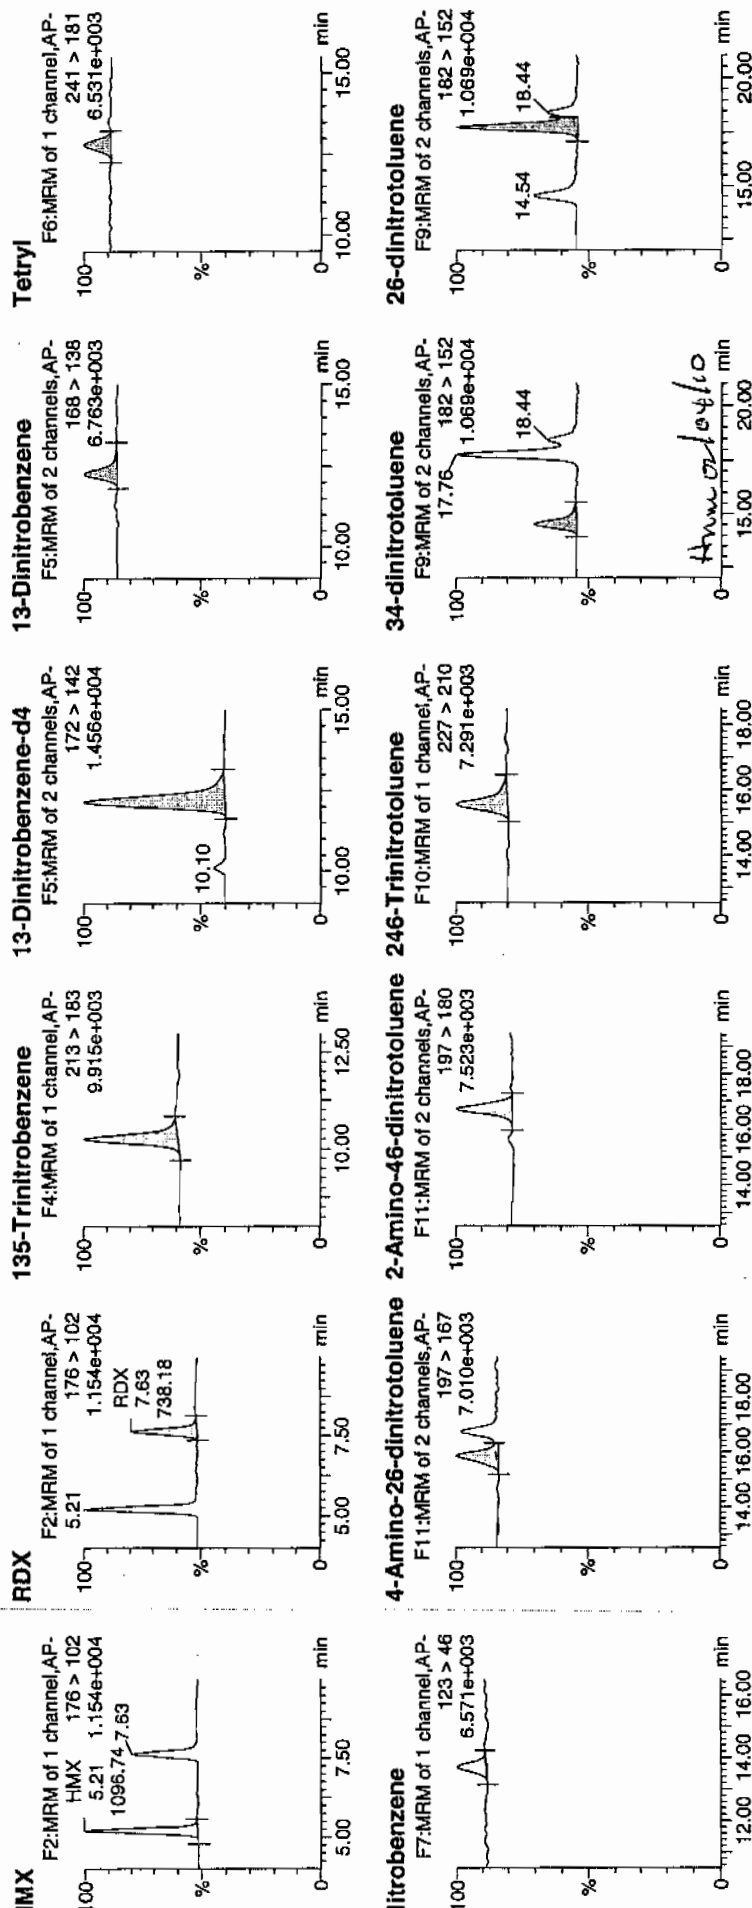 MX
F2:MRM of 1 channel,AP-
HMX 176 > 102
5.21 1.154e+004
1096.74 7.63
100
%
0
5.00 7.50 min
RDX
F2:MRM of 1 channel,AP-
5.21 176 > 102
1.154e+004
RDX
7.63
738.18
100
%
0
5.00 7.50 min
135-Trinitrobenzene
F4:MRM of 1 channel,AP-
213 > 183
9.915e+003
100
%
0
10.00 12.50 min
13-Dinitrobenzene-d4
F5:MRM of 2 channels,AP-
172 > 142
1.456e+004
10.10
100
%
0
10.00 15.00 min
13-Dinitrobenzene
F5:MRM of 2 channels,AP-
168 > 138
6.763e+003
100
%
0
10.00 15.00 min
Tetryl
F6:MRM of 1 channel,AP-
241 > 181
6.531e+003
100
%
0
10.00 15.00 min
litrobenzene
F7:MRM of 1 channel,AP-
123 > 46
6.571e+003
100
%
0
12.00 14.00 16.00 min
4-Amino-26-dinitrotoluene
F11:MRM of 2 channels,AP-
197 > 167
7.010e+003
100
%
0
14.00 16.00 18.00 min
2-Amino-46-dinitrotoluene
F11:MRM of 2 channels,AP-
197 > 180
7.523e+003
100
%
0
14.00 16.00 18.00 min
246-Trinitrotoluene
F10:MRM of 1 channel,AP-
227 > 210
7.291e+003
100
%
0
14.00 16.00 18.00 min
34-dinitrotoluene
F9:MRM of 2 channels,AP-
17.76 182 > 152
1.069e+004
18.44
100
%
0
15.00 20.00 min
26-dinitrotoluene
F9:MRM of 2 channels,AP-
182 > 152
1.069e+004
14.54 18.44
100
%
0
15.00 20.00 min